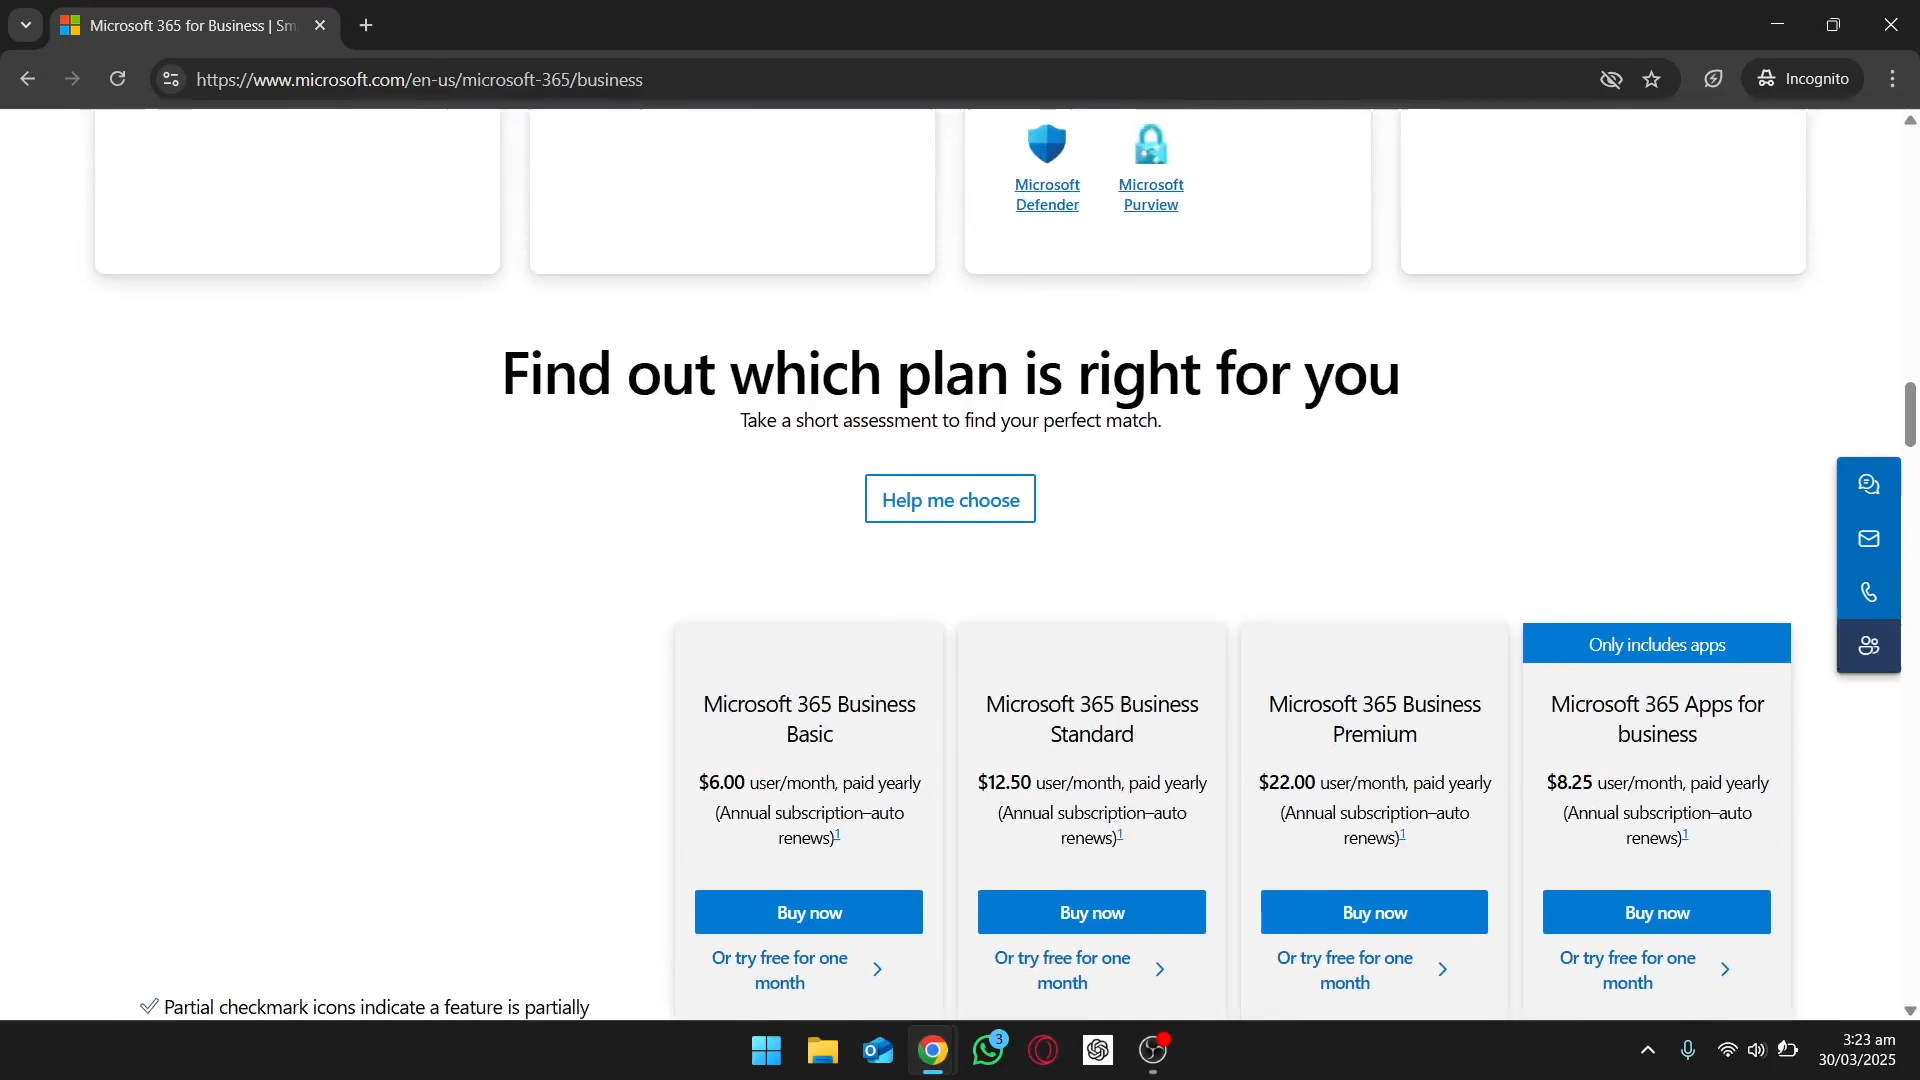 Microsoft 365 for Business | Sm
https://www.microsoft.com/en-us/microsoft-365/business
Incognito
Microsoft
Defender
Microsoft
Purview
Find out which plan is right for you
Take a short assessment to find your perfect match.
Help me choose
Only includes apps
Microsoft 365 Business
Basic
$6.00 user/month, paid yearly
(Annual subscription–auto
renews)1
Buy now
Or try free for one
month
Microsoft 365 Business
Standard
$12.50 user/month, paid yearly
(Annual subscription–auto
renews)1
Buy now
Or try free for one
month
Microsoft 365 Business
Premium
$22.00 user/month, paid yearly
(Annual subscription–auto
renews)1
Buy now
Or try free for one
month
Microsoft 365 Apps for
business
$8.25 user/month, paid yearly
(Annual subscription–auto
renews)1
Buy now
Or try free for one
month
Partial checkmark icons indicate a feature is partially
3
3:23 am
30/03/2025